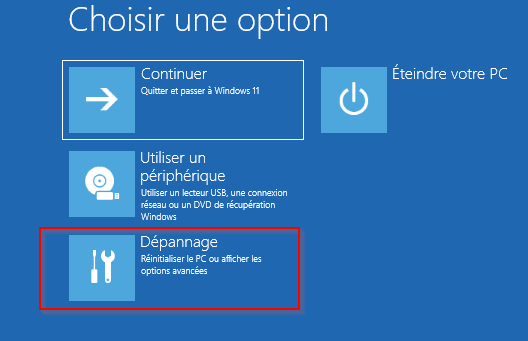 Choisir une option
Continuer
Quitter et passer à Windows 11
Éteindre votre PC
Utiliser un
périphérique
Utiliser un lecteur USB, une connexion
réseau ou un DVD de récupération
Windows
Dépannage
Réinitialiser le PC ou afficher les
options avancées